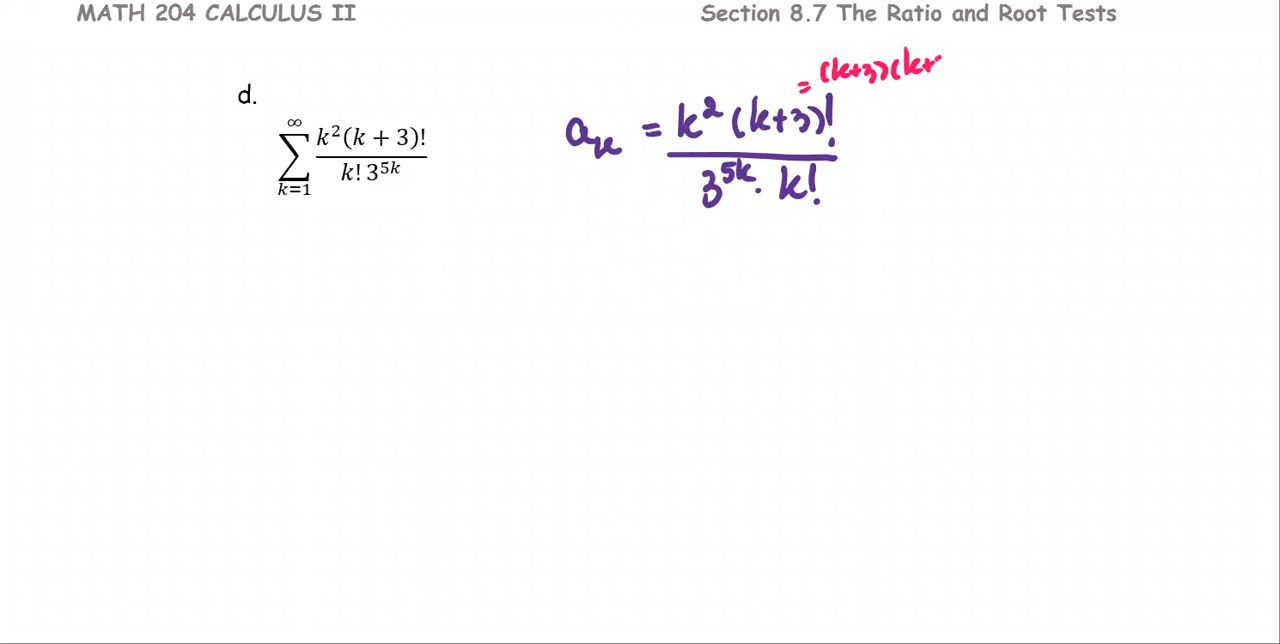 MATH 204 CALCULUS II Section 8.7 The Ratio and Root Tests
d.
∑_{k=1}^{∞} k²(k + 3)! / k! 3^{5k}
a_k = k² (k+3)! / 3^{5k} · k!
= (k+3)(k+